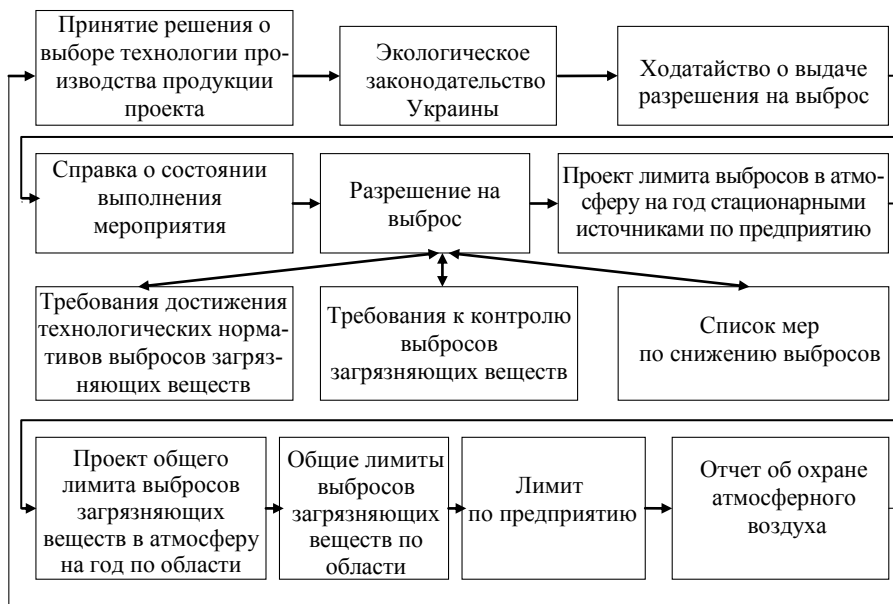 Принятие решения о
выборе технологии про-
изводства продукции
проекта
Экологическое
законодательство
Украины
Ходатайство о выдаче
разрешения на выброс
Справка о состоянии
выполнения
мероприятия
Разрешение на
выброс
Проект лимита выбросов в атмо-
сферу на год стационарными
источниками по предприятию
Требования достижения
технологических норма-
тивов выбросов загряз-
няющих веществ
Требования к контролю
выбросов
загрязняющих веществ
Список мер
по снижению выбросов
Проект общего
лимита выбросов
загрязняющих
веществ в атмосферу
на год по области
Общие лимиты
выбросов
загрязняющих
веществ по
области
Лимит
по предприятию
Отчет об охране
атмосферного
воздуха